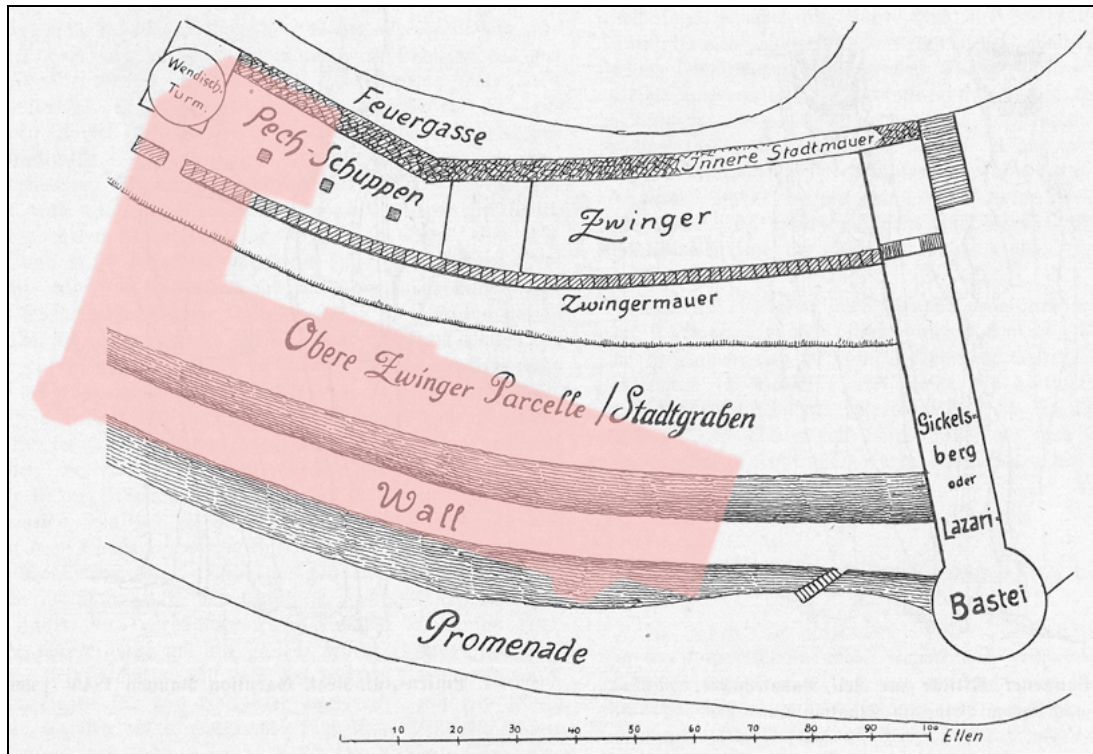 Wendisch.
Turm.
Feuergasse
Pech-Schuppen
Innere Stadtmauer
Zwinger
Zwingermauer
Obere Zwinger Parcelle / Stadtgraben
Sickels=
berg
oder
Lazari-
Wall
Bastei
Promenade
10 20 30 40 50 60 70 80 90 100 Ellen